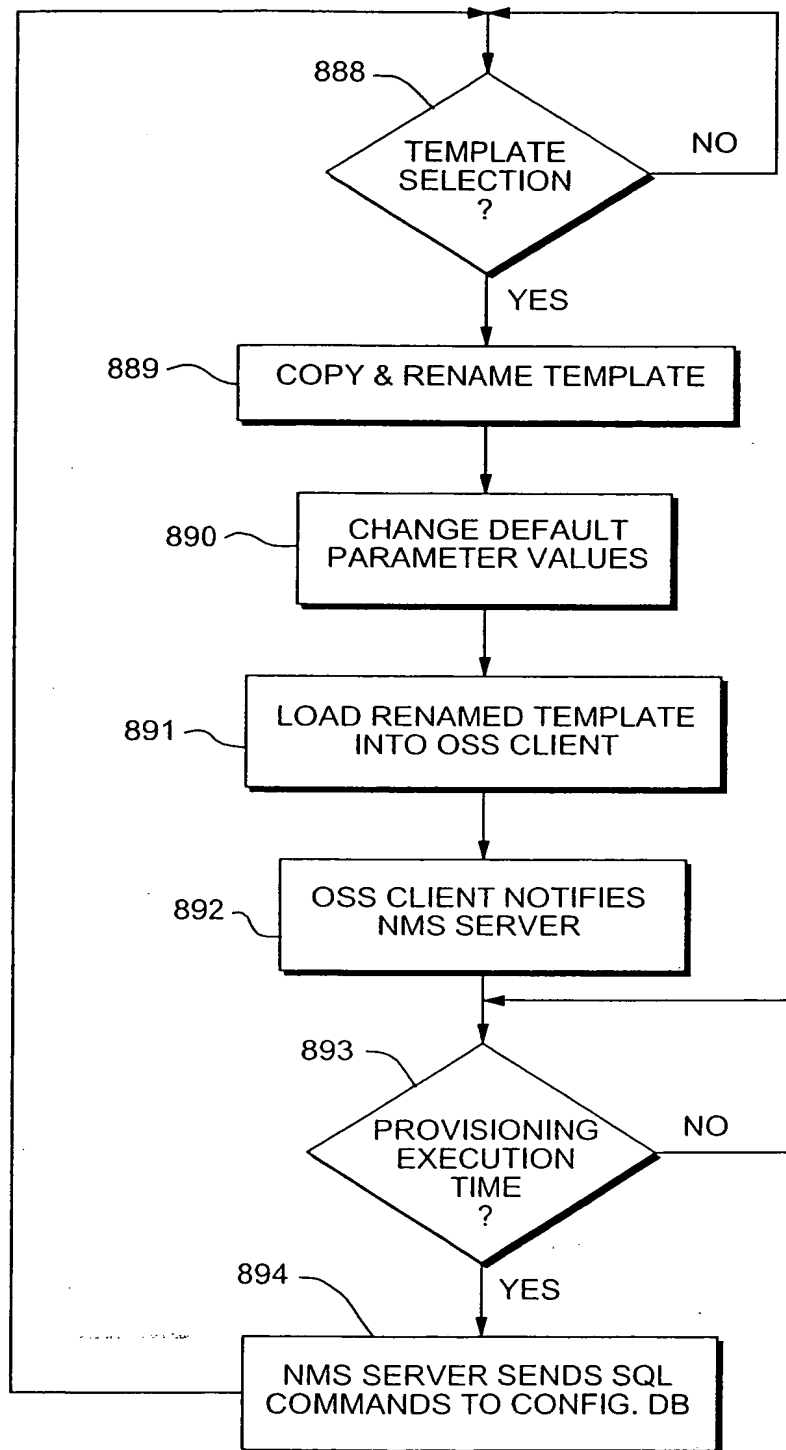 888
TEMPLATE
SELECTION
?
NO
YES
889
COPY & RENAME TEMPLATE
890
CHANGE DEFAULT
PARAMETER VALUES
891
LOAD RENAMED TEMPLATE
INTO OSS CLIENT
892
OSS CLIENT NOTIFIES
NMS SERVER
893
PROVISIONING
EXECUTION
TIME
?
NO
YES
894
NMS SERVER SENDS SQL
COMMANDS TO CONFIG. DB